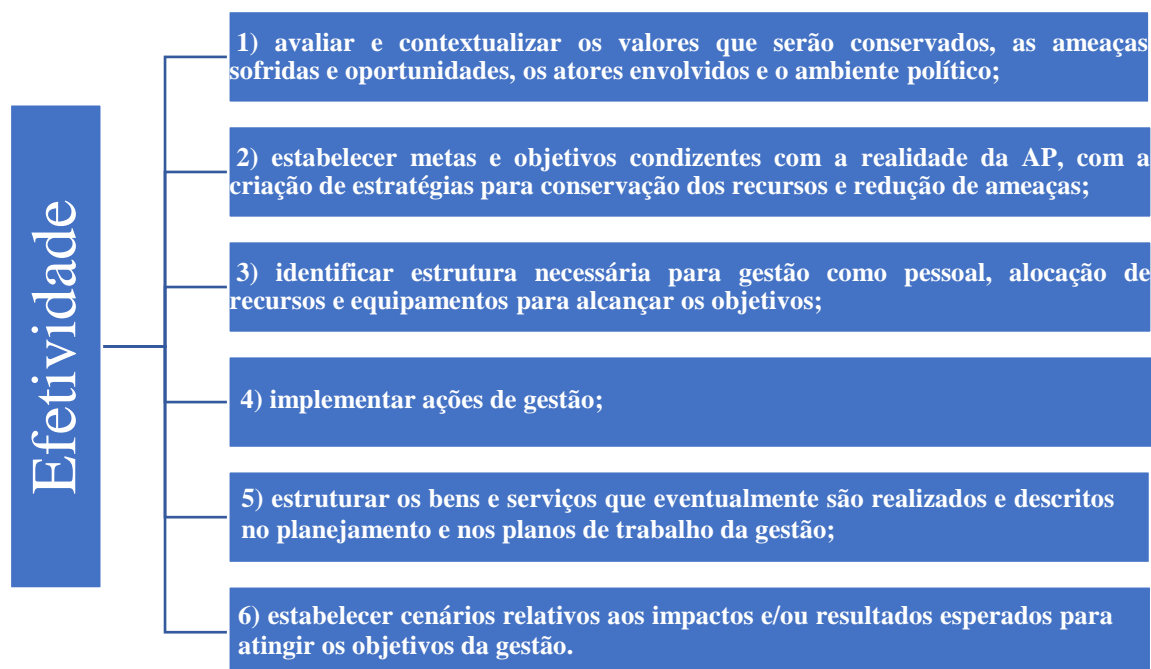 Efetividade
1) avaliar e contextualizar os valores que serão conservados, as ameaças
sofridas e oportunidades, os atores envolvidos e o ambiente político;
2) estabelecer metas e objetivos condizentes com a realidade da AP, com a
criação de estratégias para conservação dos recursos e redução de ameaças;
3) identificar estrutura necessária para gestão como pessoal, alocação de
recursos e equipamentos para alcançar os objetivos;
4) implementar ações de gestão;
5) estruturar os bens e serviços que eventualmente são realizados e descritos
no planejamento e nos planos de trabalho da gestão;
6) estabelecer cenários relativos aos impactos e/ou resultados esperados para
atingir os objetivos da gestão.